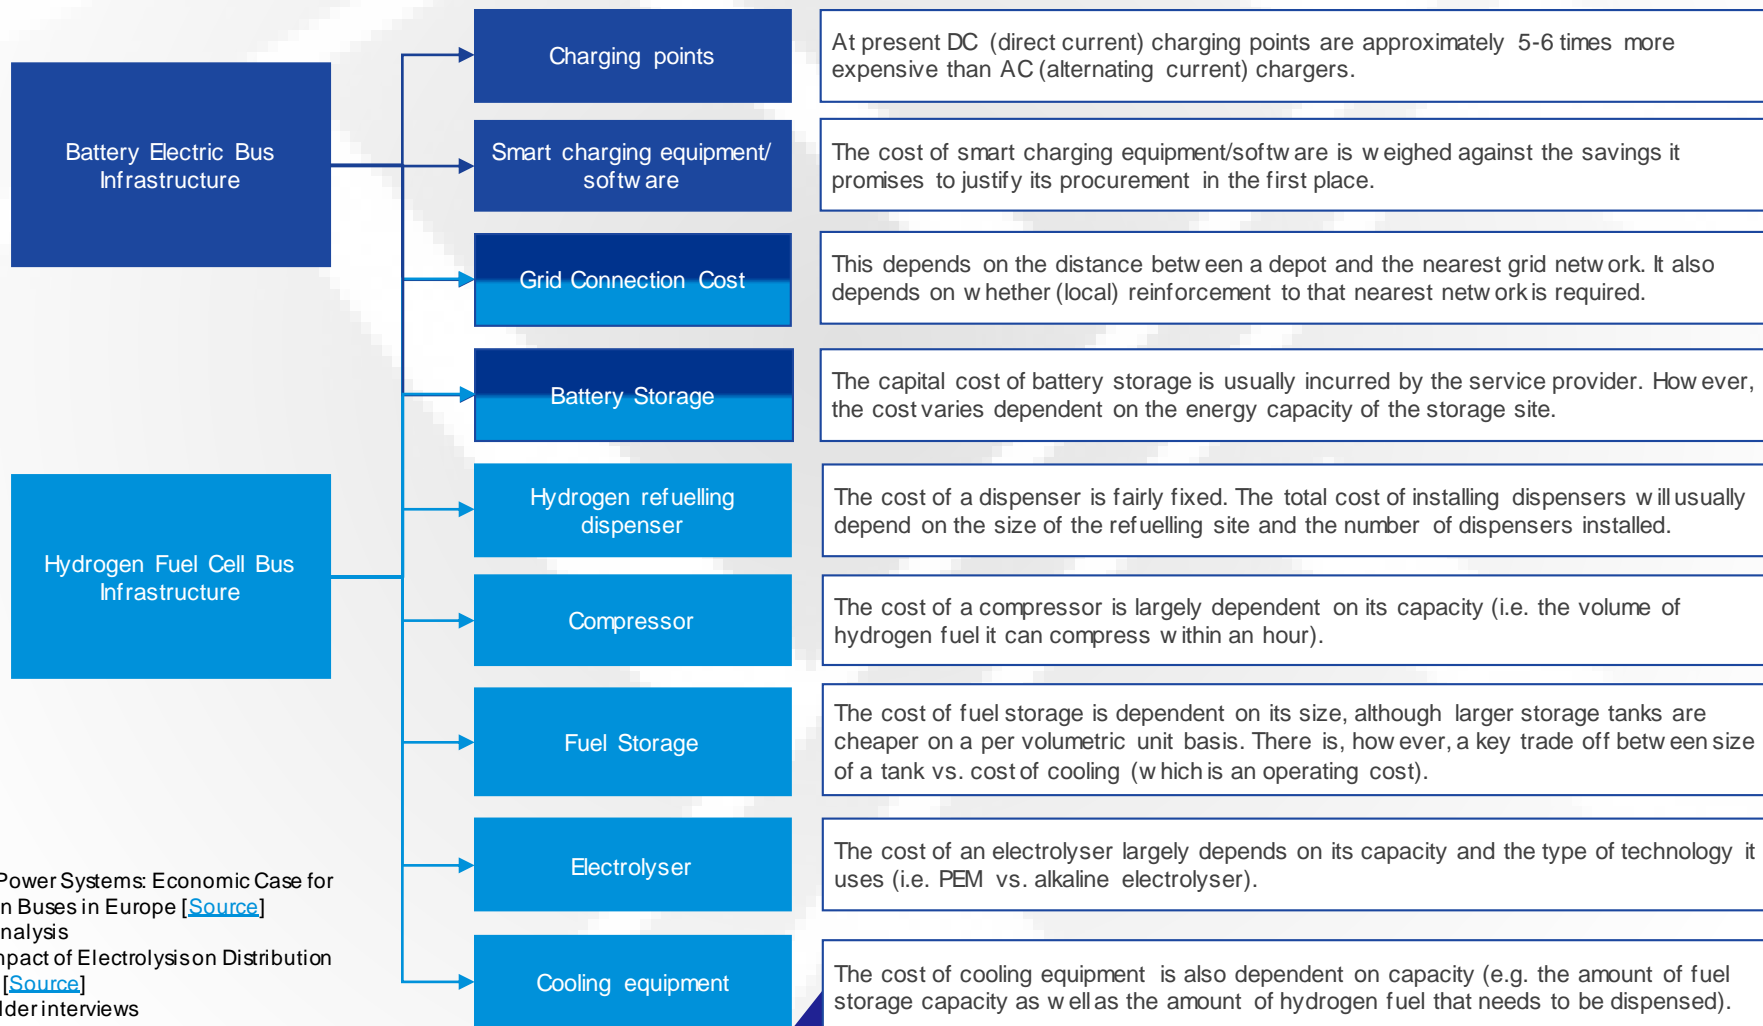 Battery Electric Bus
Infrastructure
Hydrogen Fuel Cell Bus
Infrastructure
Charging points
At present DC (direct current) charging points are approximately 5-6 times more
expensive than AC (alternating current) chargers.
Smart charging equipment/
software
The cost of smart charging equipment/software is weighed against the savings it
promises to justify its procurement in the first place.
Grid Connection Cost
This depends on the distance between a depot and the nearest grid network. It also
depends on whether (local) reinforcement to that nearest network is required.
Battery Storage
The capital cost of battery storage is usually incurred by the service provider. However,
the cost varies dependent on the energy capacity of the storage site.
Hydrogen refuelling
dispenser
The cost of a dispenser is fairly fixed. The total cost of installing dispensers will usually
depend on the size of the refuelling site and the number of dispensers installed.
Compressor
The cost of a compressor is largely dependent on its capacity (i.e. the volume of
hydrogen fuel it can compress within an hour).
Fuel Storage
The cost of fuel storage is dependent on its size, although larger storage tanks are
cheaper on a per volumetric unit basis. There is, however, a key trade off between size
of a tank vs. cost of cooling (which is an operating cost).
Electrolyser
The cost of an electrolyser largely depends on its capacity and the type of technology it
uses (i.e. PEM vs. alkaline electrolyser).
Cooling equipment
The cost of cooling equipment is also dependent on capacity (e.g. the amount of fuel
storage capacity as well as the amount of hydrogen fuel that needs to be dispensed).
Power Systems: Economic Case for
Buses in Europe [Source]
of Electrolysis on Distribution
[Source]
interviews